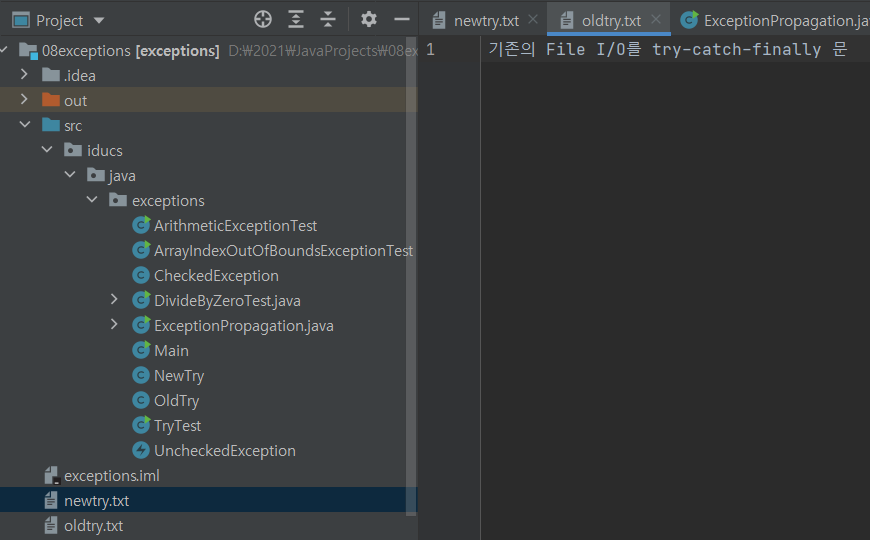 Project
newtry.txt
oldtry.txt
ExceptionPropagation.jav
08exceptions [exceptions] D:₩2021₩JavaProjects₩08ex
1 기존의 File I/O를 try-catch-finally 문
.idea
out
src
iducs
java
exceptions
ArithmeticExceptionTest
ArrayIndexOutOfBoundsExceptionTest
CheckedException
DivideByZeroTest.java
ExceptionPropagation.java
Main
NewTry
OldTry
TryTest
UncheckedException
exceptions.iml
newtry.txt
oldtry.txt